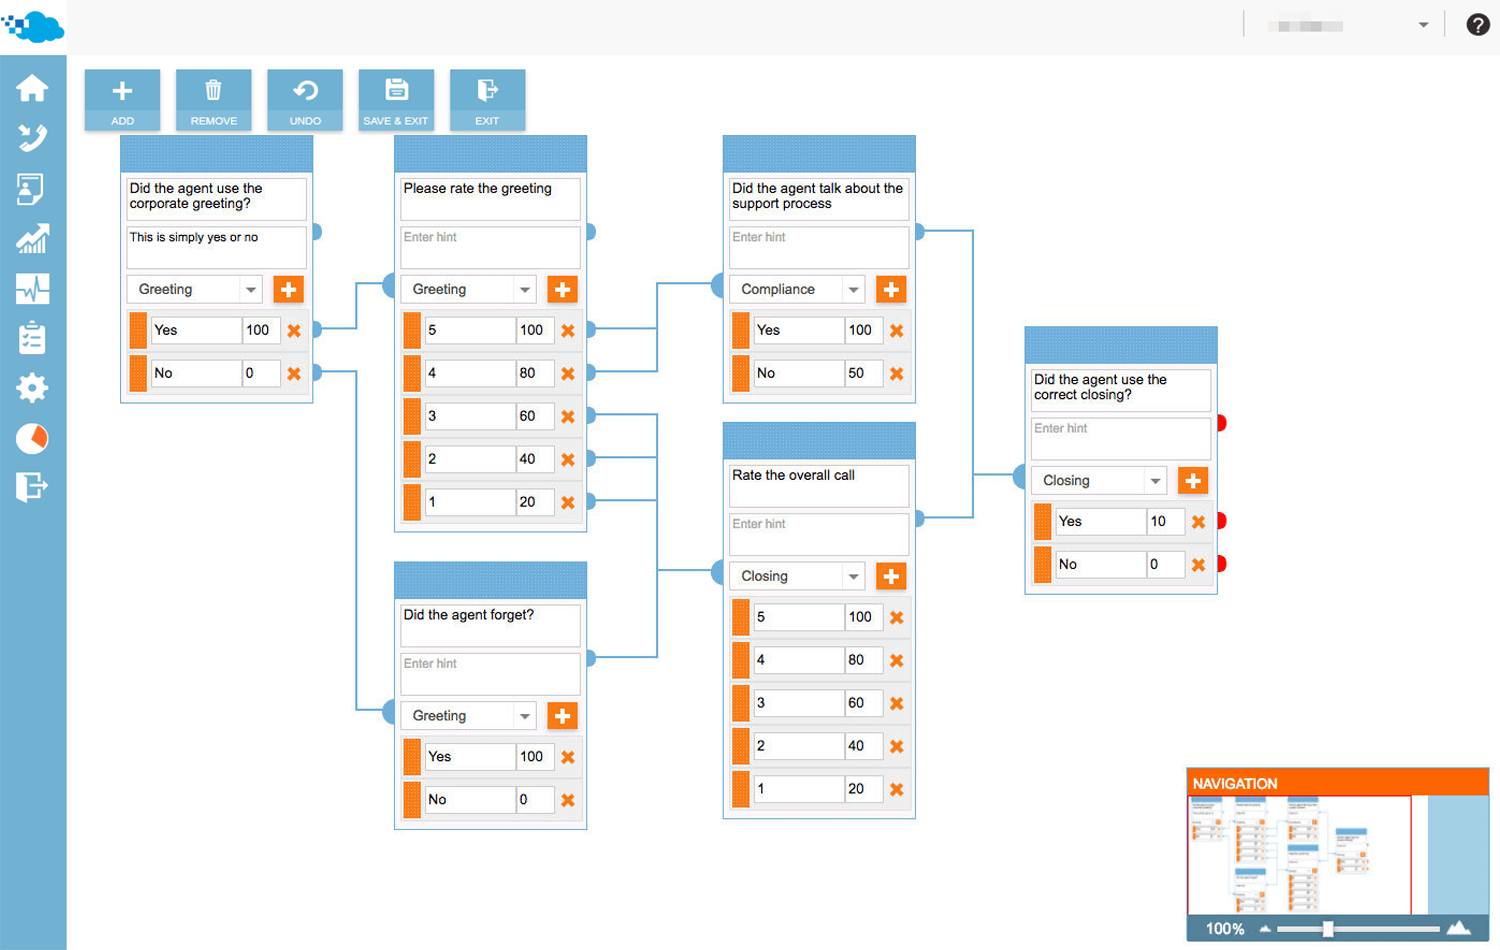 ADD
REMOVE
UNDO
SAVE & EXIT
EXIT
Did the agent use the
corporate greeting?
This is simply yes or no
Greeting
Yes 100
No 0
Please rate the greeting
Enter hint
Greeting
5 100
4 80
3 60
2 40
1 20
Did the agent forget?
Enter hint
Greeting
Yes 100
No 0
Did the agent talk about the
support process
Enter hint
Compliance
Yes 100
No 50
Rate the overall call
Enter hint
Closing
5 100
4 80
3 60
2 40
1 20
Did the agent use the
correct closing?
Enter hint
Closing
Yes 10
No 0
NAVIGATION
100%